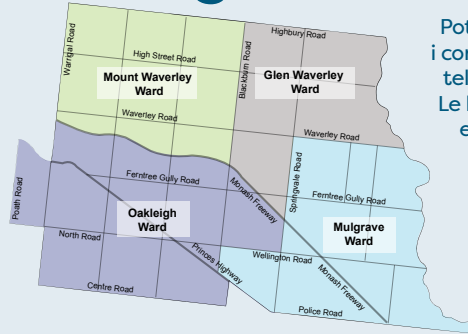 Highbury Road
Warrigal Road
High Street Road
Blackburn Road
Mount Waverley
Ward
Glen Waverley
Ward
Waverley Road
Waverley Road
Ferntree Gully Road
Monash Freeway
Springvale Road
Ferntree Gully Road
Poath Road
Oakleigh
Ward
Mulgrave
Ward
North Road
Princes Highway
Wellington Road
Monash Freeway
Centre Road
Police Road
Pot
i con
tel
Le l
e